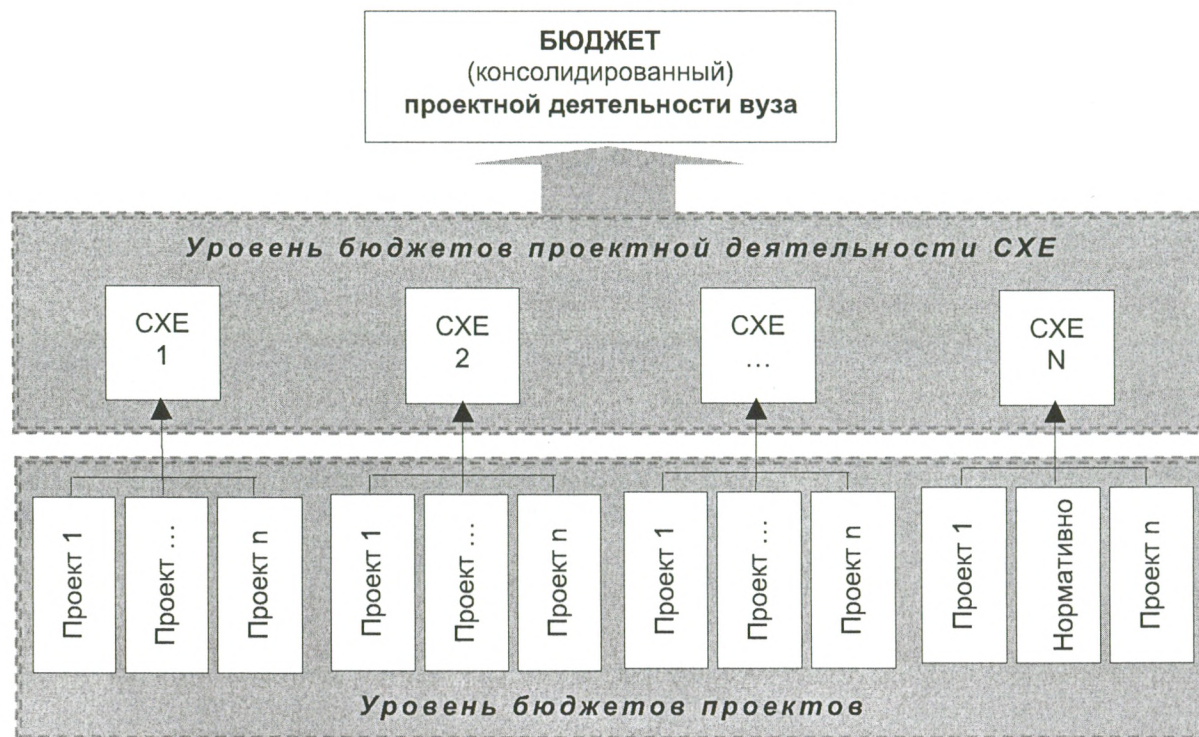 БЮДЖЕТ
(консолидированный)
проектной деятельности вуза
Уровень бюджетов проектной деятельности СХЕ
СХЕ
1
СХЕ
2
СХЕ
...
СХЕ
N
Проект 1
Проект ...
Проект n
Проект 1
Проект ...
Проект n
Проект 1
Проект ...
Проект n
Проект 1
Нормативно
Проект n
Уровень бюджетов проектов